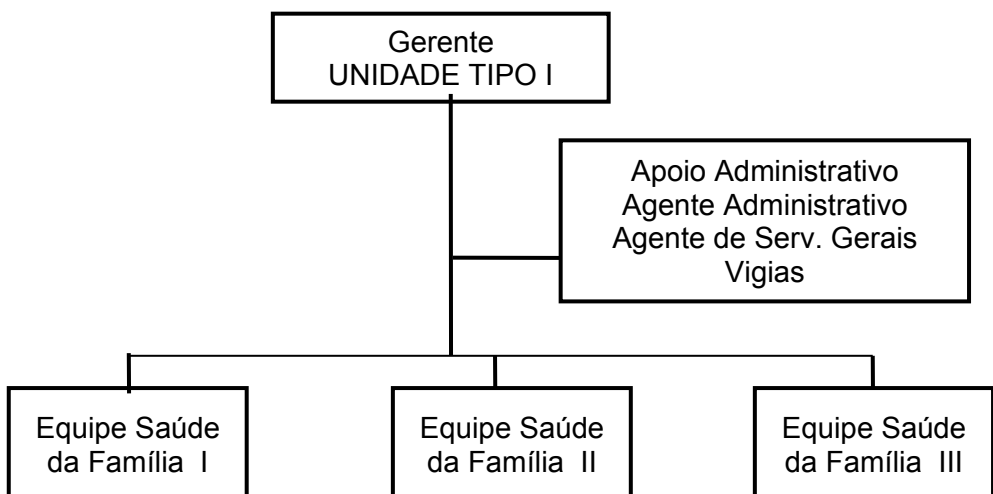 Gerente
UNIDADE TIPO I
Apoio Administrativo
Agente Administrativo
Agente de Serv. Gerais
Vigias
Equipe Saúde
da Família I
Equipe Saúde
da Família II
Equipe Saúde
da Família III